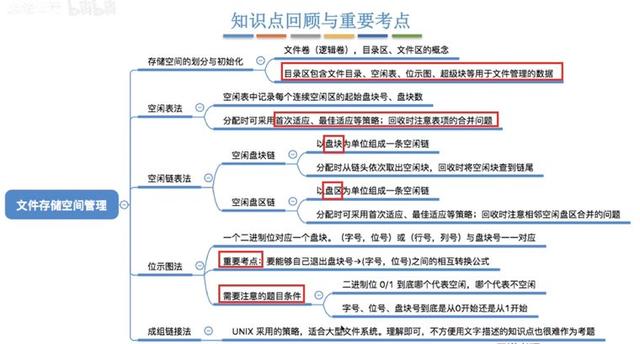 知识点回顾与重要考点
文件卷（逻辑卷），目录区、文件区的概念
存储空间的划分与初始化
目录区包含文件目录、空闲表、位示图、超级块等用于文件管理的数据
空闲表中记录每个连续空闲区的起始盘块号、盘块数
空闲表法
分配时可采用首次适应、最佳适应等策略；回收时注意表项的合并问题
以盘块为单位组成一条空闲链
空闲盘块链
分配时从链头依次取出空闲块，回收时将空闲块查到链尾
空闲链表法
以盘区为单位组成一条空闲链
空闲盘区链
分配时可采用首次适应、最佳适应等策略；回收时注意相邻空闲盘区合并的问题
文件存储空间管理
一个二进制位对应一个盘块。（字号，位号）或（行号，列号）与盘块号一一对应
位示图法
重要考点：要能够自己退出盘块号→(字号，位号)之间的相互转换公式
二进制位 0/1 到底哪个代表空闲，哪个代表不空闲
需要注意的题目条件
字号、位号、盘块号到底是从0开始还是从1开始
成组链接法
UNIX 采用的策略，适合大型文件系统。理解即可，不方便用文字描述的知识点也很难作为考题